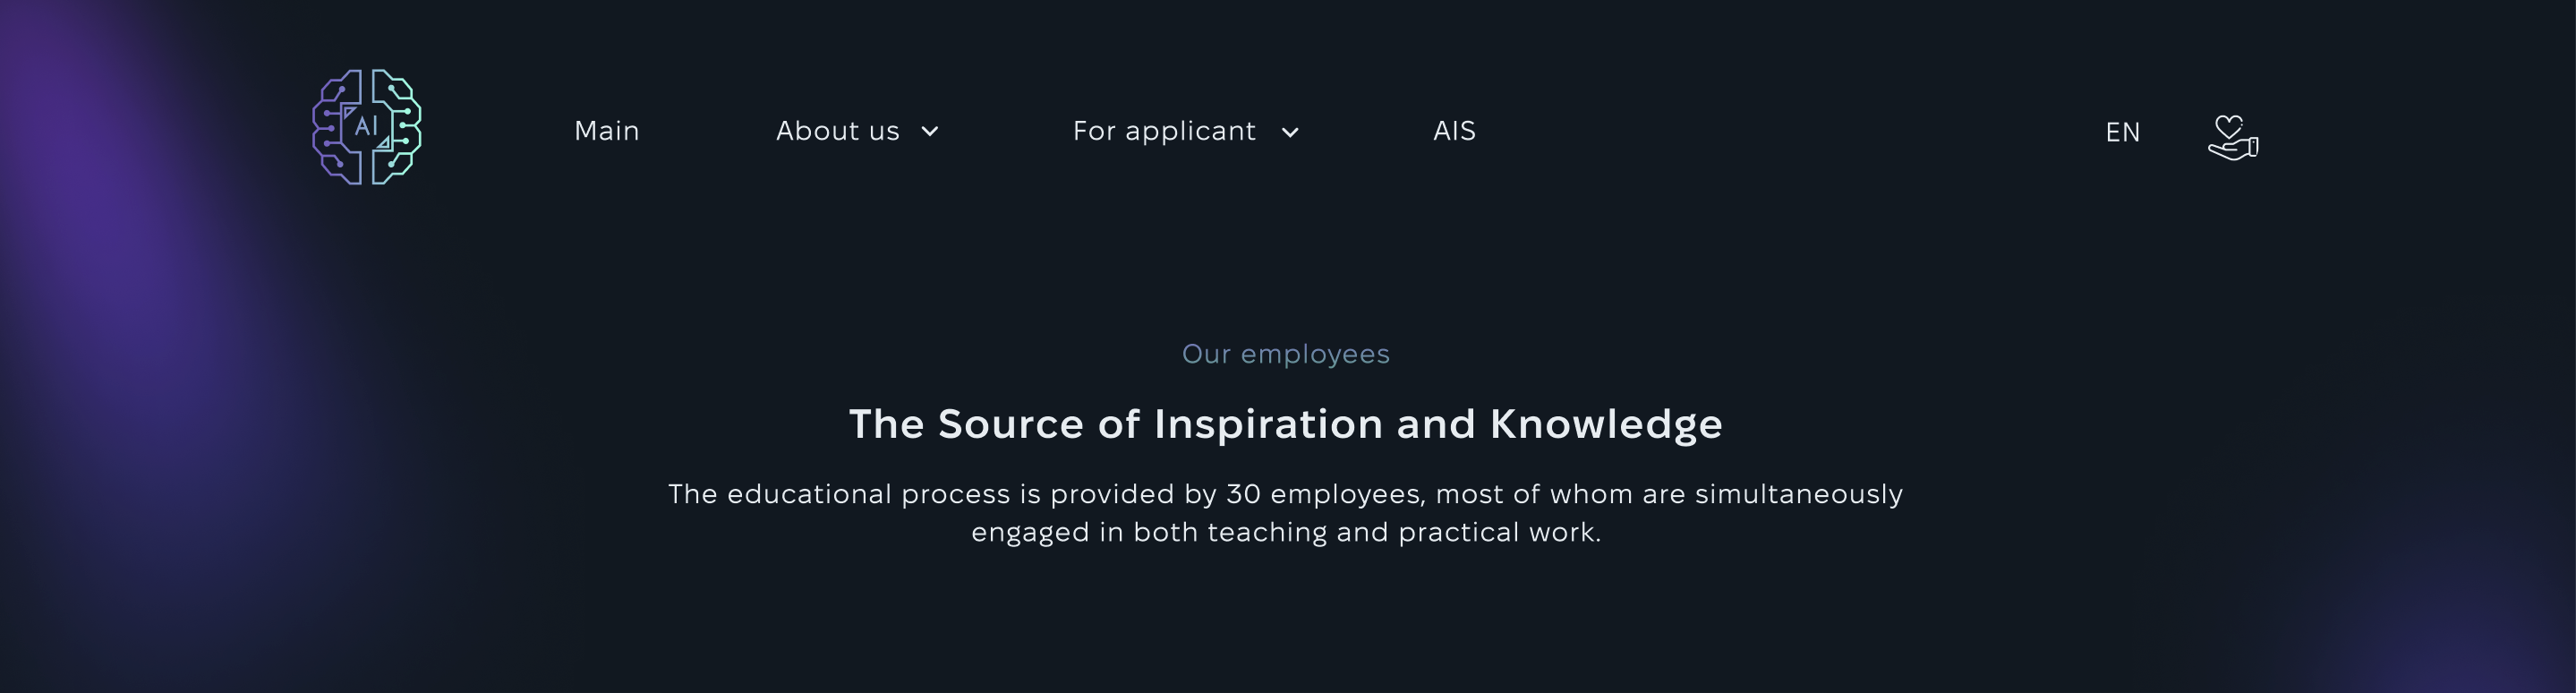 AI
Main
About us
For applicant
AIS
EN
Our employees
The Source of Inspiration and Knowledge
The educational process is provided by 30 employees, most of whom are simultaneously
engaged in both teaching and practical work.